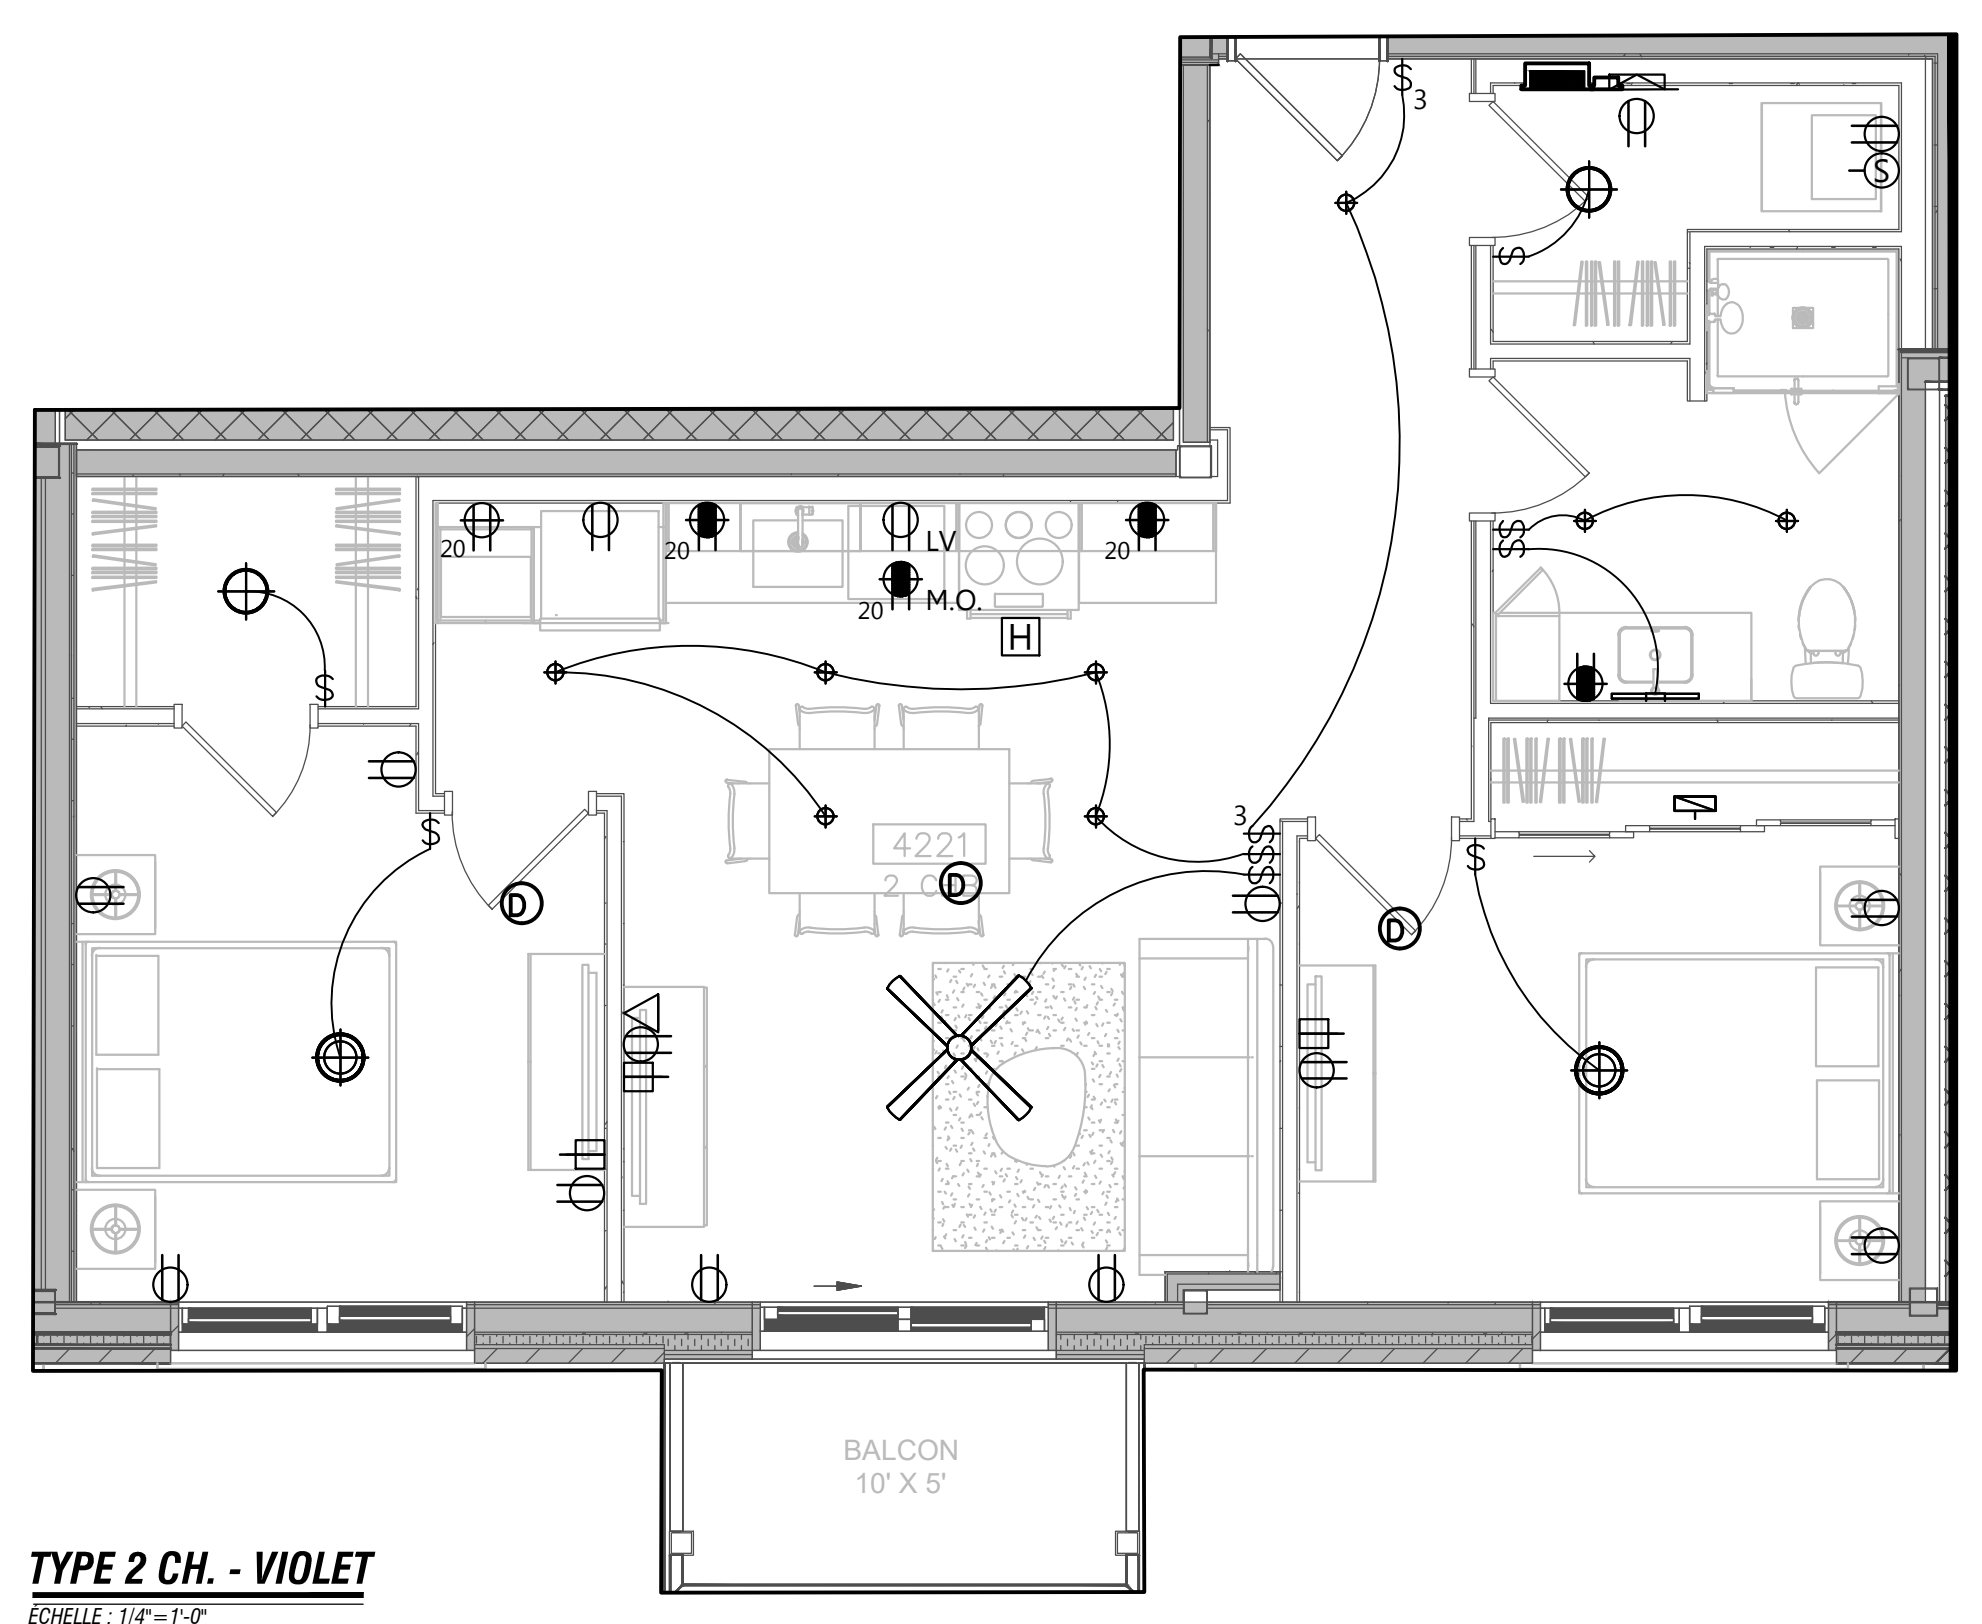 $3
$
S
20
20
LV
20
20
M.O.
H
$
$
$
$
3
$
$
$
$
$
4221
2 CHB
D
D
D
BALCON
10' X 5'
TYPE 2 CH. - VIOLET
ÉCHELLE : 1/4"=1'-0"